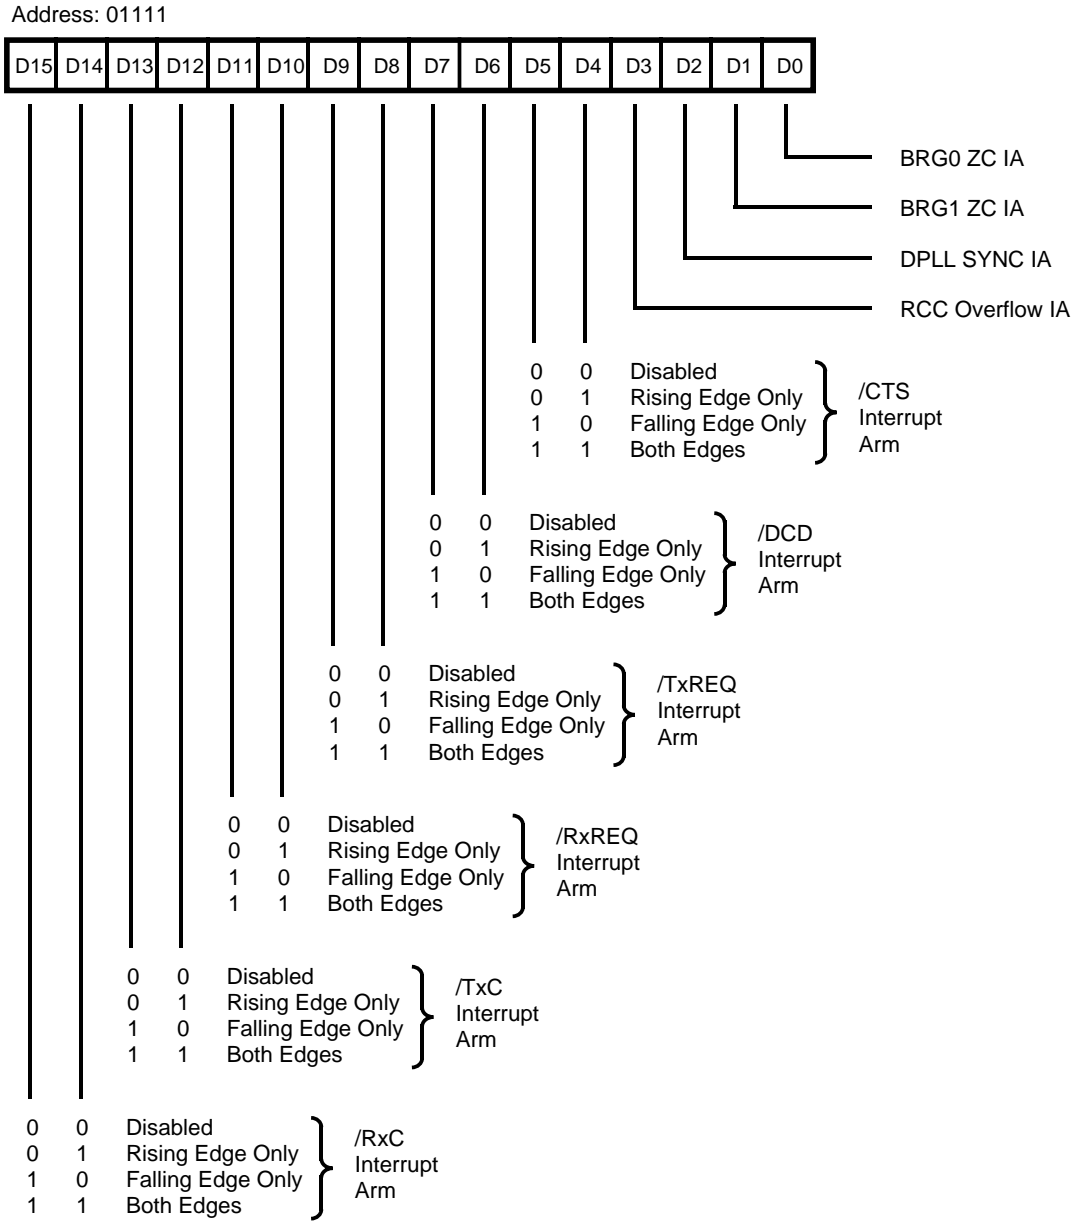 Address: 01111
D15 D14 D13 D12 D11 D10 D9 D8 D7 D6 D5 D4 D3 D2 D1 D0
BRG0 ZC IA
BRG1 ZC IA
DPLL SYNC IA
RCC Overflow IA
0 0 Disabled
0 1 Rising Edge Only
1 0 Falling Edge Only
1 1 Both Edges
/CTS
Interrupt
Arm
0 0 Disabled
0 1 Rising Edge Only
1 0 Falling Edge Only
1 1 Both Edges
/DCD
Interrupt
Arm
0 0 Disabled
0 1 Rising Edge Only
1 0 Falling Edge Only
1 1 Both Edges
/TxREQ
Interrupt
Arm
0 0 Disabled
0 1 Rising Edge Only
1 0 Falling Edge Only
1 1 Both Edges
/RxREQ
Interrupt
Arm
0 0 Disabled
0 1 Rising Edge Only
1 0 Falling Edge Only
1 1 Both Edges
/TxC
Interrupt
Arm
0 0 Disabled
0 1 Rising Edge Only
1 0 Falling Edge Only
1 1 Both Edges
/RxC
Interrupt
Arm